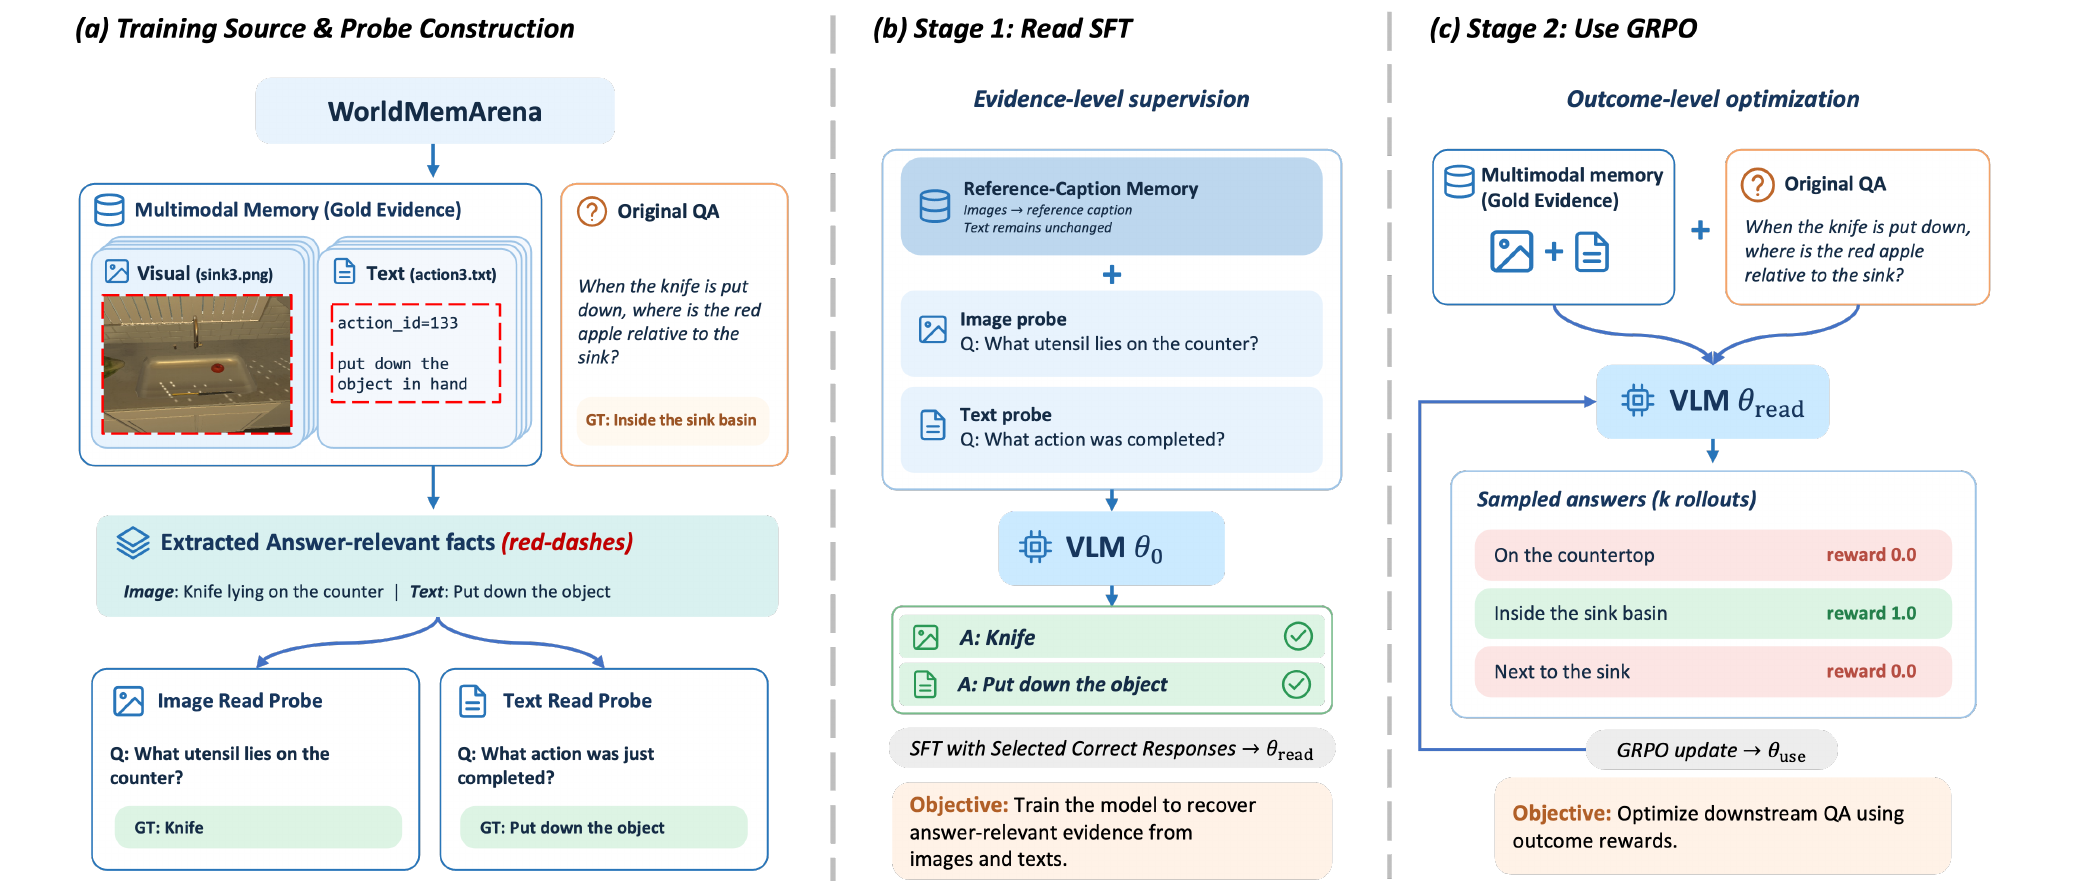 (a) Training Source & Probe Construction
WorldMemArena
Multimodal Memory (Gold Evidence)
Visual (sink3.png)
Text (action3.txt)
action_id=133
put down the
object in hand
Original QA
When the knife is put
down, where is the red
apple relative to the
sink?
GT: Inside the sink basin
Extracted Answer-relevant facts (red-dashes)
Image: Knife lying on the counter | Text: Put down the object
Image Read Probe
Q: What utensil lies on the
counter?
GT: Knife
Text Read Probe
Q: What action was just
completed?
GT: Put down the object
(b) Stage 1: Read SFT
Evidence-level supervision
Reference-Caption Memory
Images → reference caption
Text remains unchanged
+
Image probe
Q: What utensil lies on the counter?
Text probe
Q: What action was completed?
VLM θ₀
A: Knife
A: Put down the object
SFT with Selected Correct Responses → θread
Objective: Train the model to recover
answer-relevant evidence from
images and texts.
(c) Stage 2: Use GRPO
Outcome-level optimization
Multimodal memory
(Gold Evidence)
+
+
Original QA
When the knife is put down,
where is the red apple
relative to the sink?
VLM θread
Sampled answers (k rollouts)
On the countertop reward 0.0
Inside the sink basin reward 1.0
Next to the sink reward 0.0
GRPO update → θuse
Objective: Optimize downstream QA using
outcome rewards.